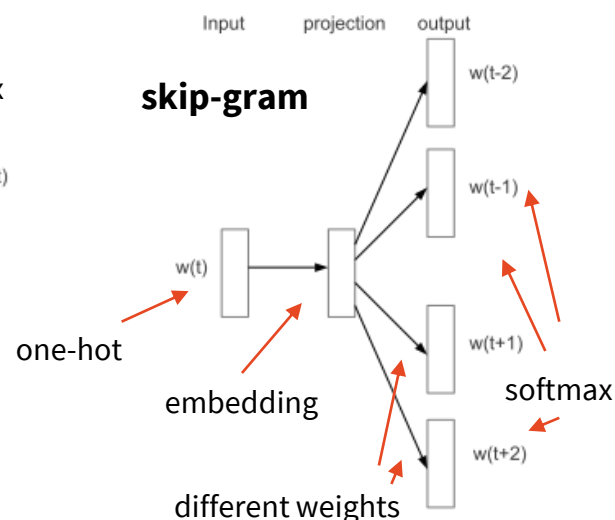 Input projection output
x
skip-gram
w(t-2)
t)
w(t-1)
w(t)
one-hot
w(t+1)
embedding
softmax
w(t+2)
different weights